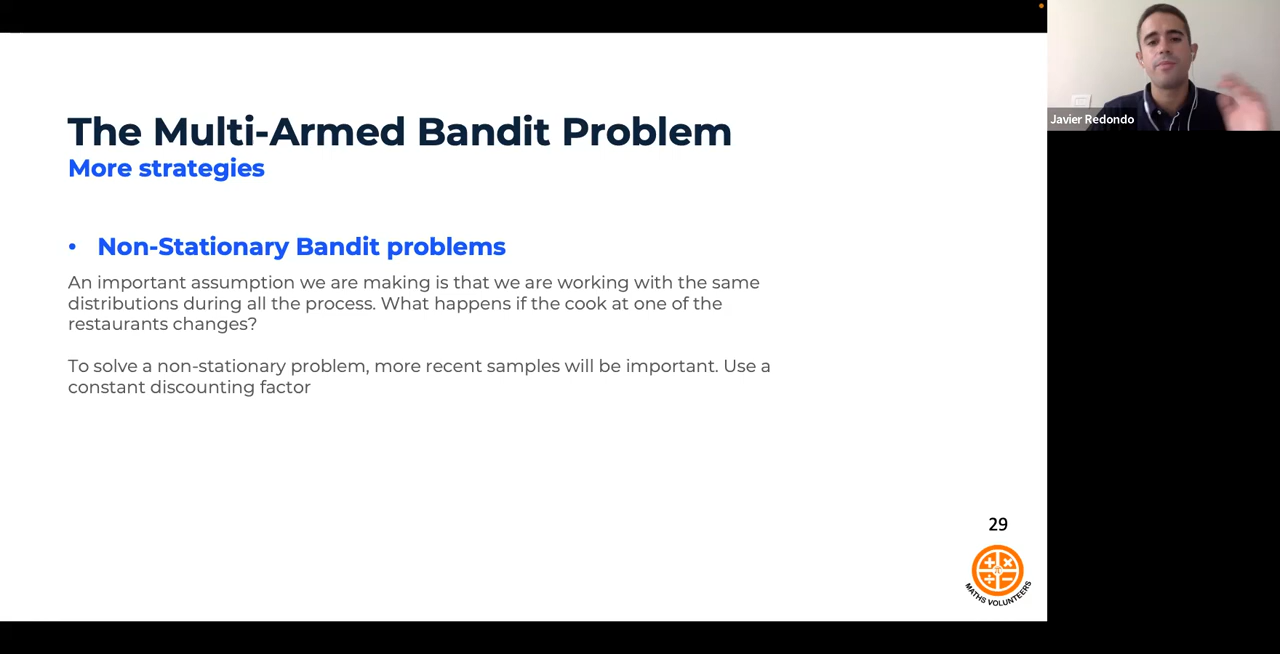 The Multi-Armed Bandit Problem
More strategies
• Non-Stationary Bandit problems
An important assumption we are making is that we are working with the same
distributions during all the process. What happens if the cook at one of the
restaurants changes?
To solve a non-stationary problem, more recent samples will be important. Use a
constant discounting factor
29
MATHS VOLUNTEERS
Javier Redondo